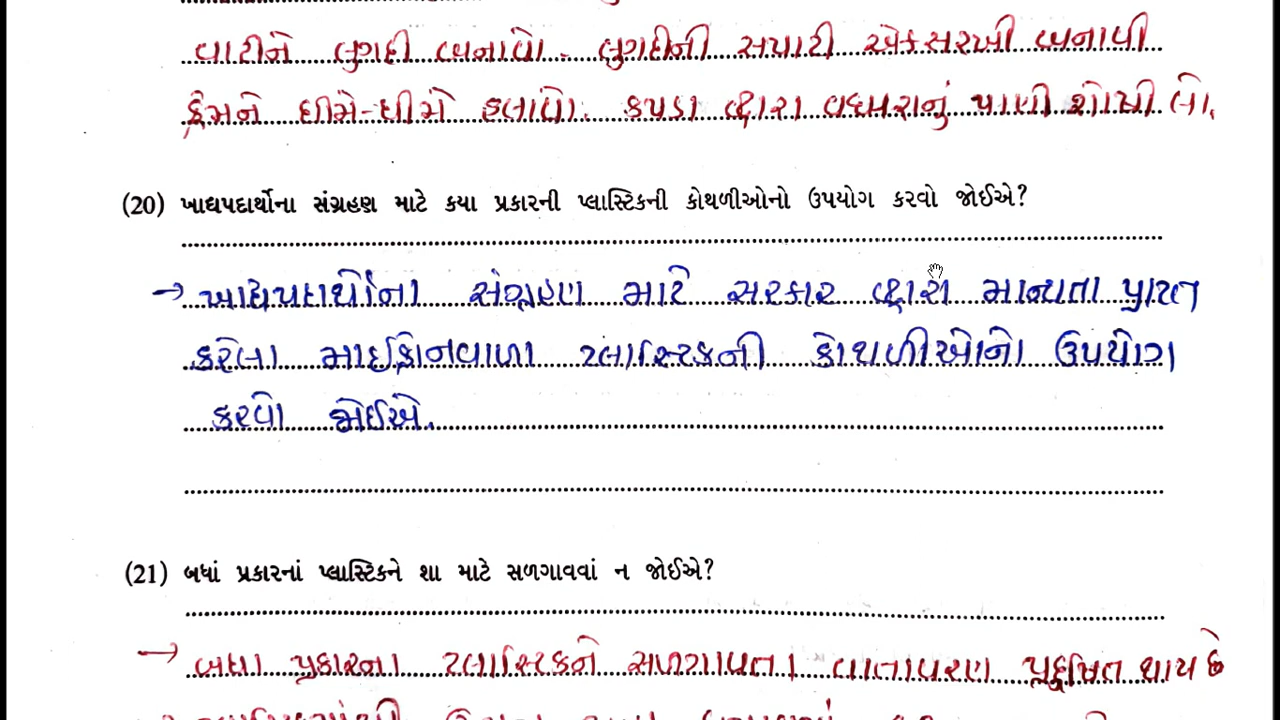 વાટીને લુગદી બનાવો. લુગદીની સપાટી એકસરખી બનાવી
ફ્રેમને ધીમે-ધીમે હલાવો. કપડા દ્વારા વધારાનું પાણી શોષી લો.
(20) ખાદ્યપદાર્થોના સંગ્રહણ માટે કયા પ્રકારની પ્લાસ્ટિકની કોથળીઓનો ઉપયોગ કરવો જોઈએ?
→ ખાદ્યપદાર્થોના સંગ્રહણ માટે સરકાર દ્વારા માન્યતા પ્રાપ્ત
કરેલા માઈક્રોનવાળા પ્લાસ્ટિકની કોથળીઓનો ઉપયોગ
કરવો જોઈએ.
(21) બધાં પ્રકારનાં પ્લાસ્ટિકને શા માટે સળગાવવાં ન જોઈએ?
→ બધા પ્રકારના પ્લાસ્ટિકને સળગાવતા વાતાવરણ પ્રદૂષિત થાય છે